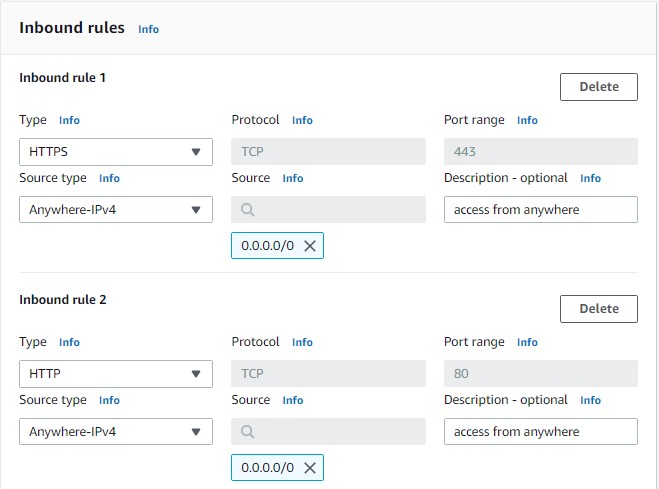 Inbound rules Info
Inbound rule 1
Delete
Type Info Protocol Info Port range Info
HTTPS TCP 443
Source type Info Source Info Description - optional Info
Anywhere-IPv4 access from anywhere
0.0.0.0/0
Inbound rule 2
Delete
Type Info Protocol Info Port range Info
HTTP TCP 80
Source type Info Source Info Description - optional Info
Anywhere-IPv4 access from anywhere
0.0.0.0/0